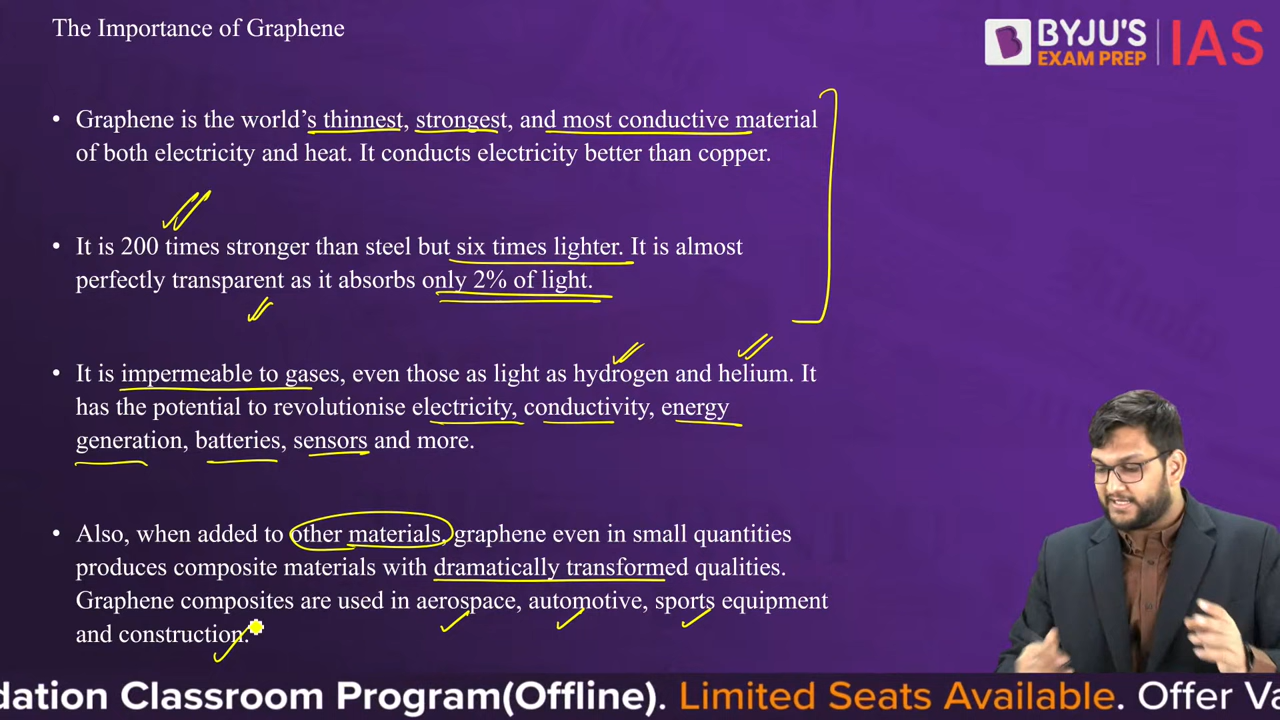 The Importance of Graphene
BYJU'S
EXAM PREP
IAS
• Graphene is the world's thinnest, strongest, and most conductive material
of both electricity and heat. It conducts electricity better than copper.
• It is 200 times stronger than steel but six times lighter. It is almost
perfectly transparent as it absorbs only 2% of light.
• It is impermeable to gases, even those as light as hydrogen and helium. It
has the potential to revolutionise electricity, conductivity, energy
generation, batteries, sensors and more.
• Also, when added to other materials, graphene even in small quantities
produces composite materials with dramatically transformed qualities.
Graphene composites are used in aerospace, automotive, sports equipment
and construction.
dation Classroom Program(Offline). Limited Seats Available. Offer Va